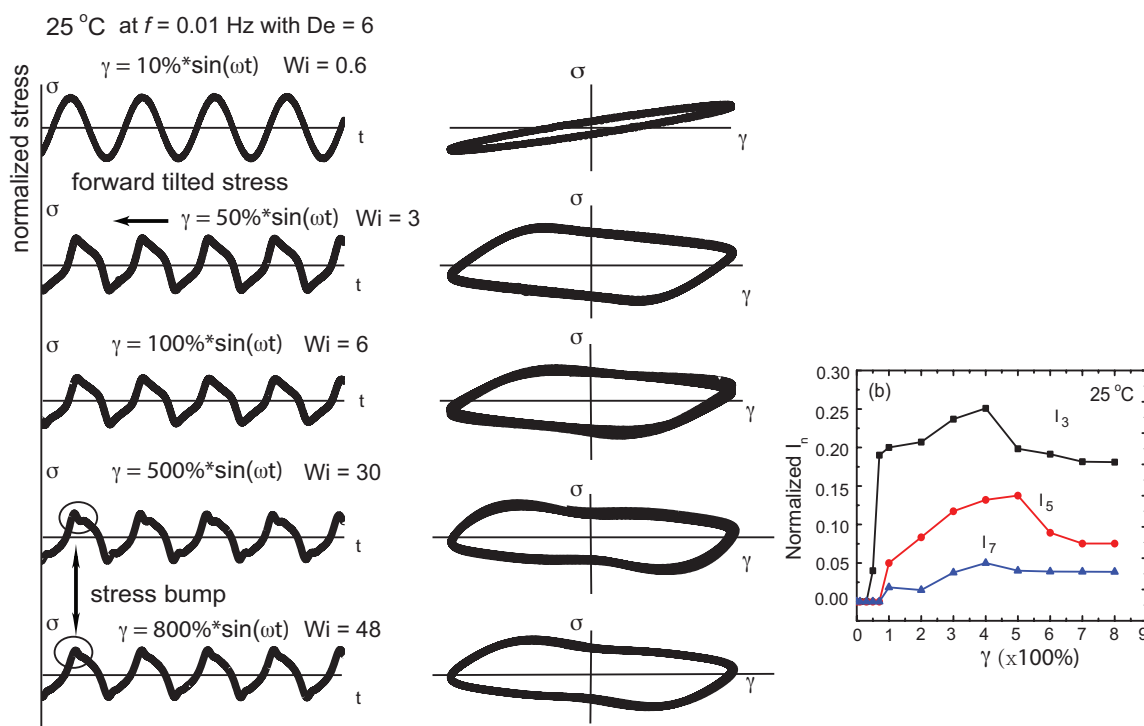 25 °C at f = 0.01 Hz with De = 6
normalized stress
γ = 10%*sin(ωt) Wi = 0.6
σ
t
σ
γ
forward tilted stress
σ
γ = 50%*sin(ωt) Wi = 3
t
σ
γ
σ
γ = 100%*sin(ωt) Wi = 6
t
σ
γ
σ
γ = 500%*sin(ωt) Wi = 30
t
σ
γ
stress bump
σ
γ = 800%*sin(ωt) Wi = 48
t
σ
γ
(b)
25 °C
Normalized I_n
0.30
0.25
0.20
0.15
0.10
0.05
0.00
I₃
I₅
I₇
0 1 2 3 4 5 6 7 8 9
γ (x100%)